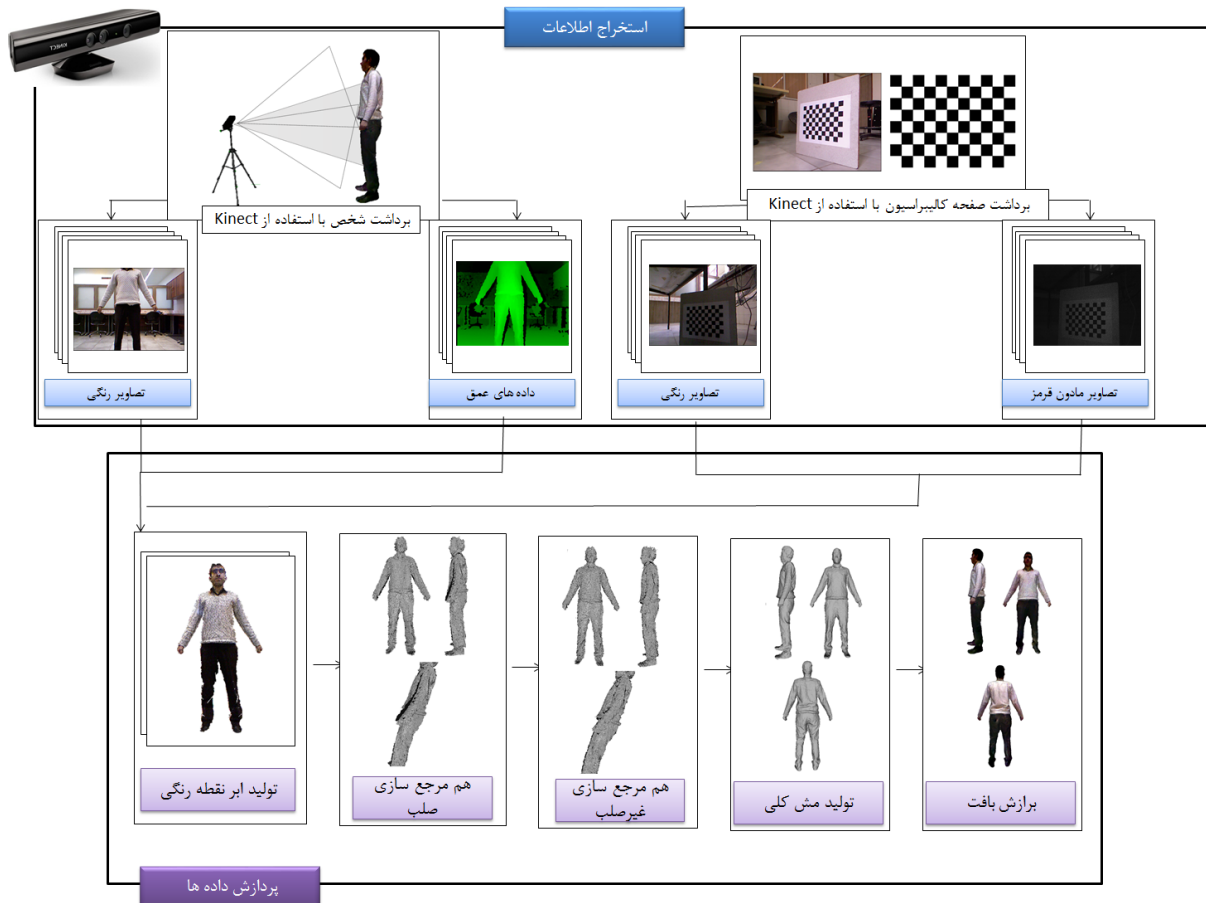 استخراج اطلاعات
KINECT
برداشت شخص با استفاده از Kinect
برداشت صفحه کالیبراسیون با استفاده از Kinect
تصاویر رنگی
داده های عمق
تصاویر رنگی
تصاویر مادون قرمز
تولید ابر نقطه رنگی
هم مرجع سازی
صلب
هم مرجع سازی
غیرصلب
تولید مش کلی
برازش بافت
پردازش داده ها